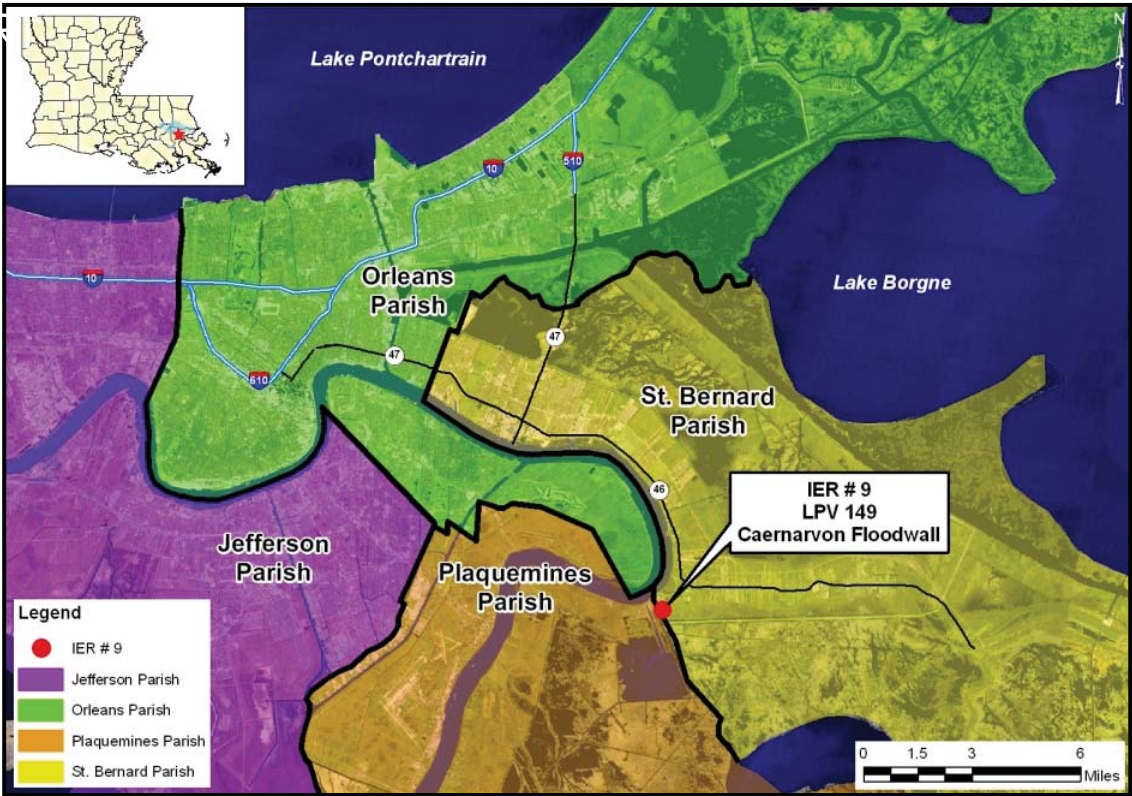 Lake Pontchartrain
N
10
510
10
Orleans
Parish
Lake Borgne
47
47
610
St. Bernard
Parish
46
IER # 9
LPV 149
Caernarvon Floodwall
Jefferson
Parish
Plaquemines
Parish
Legend
IER # 9
Jefferson Parish
Orleans Parish
Plaquemines Parish
St. Bernard Parish
0 1.5 3 6
Miles